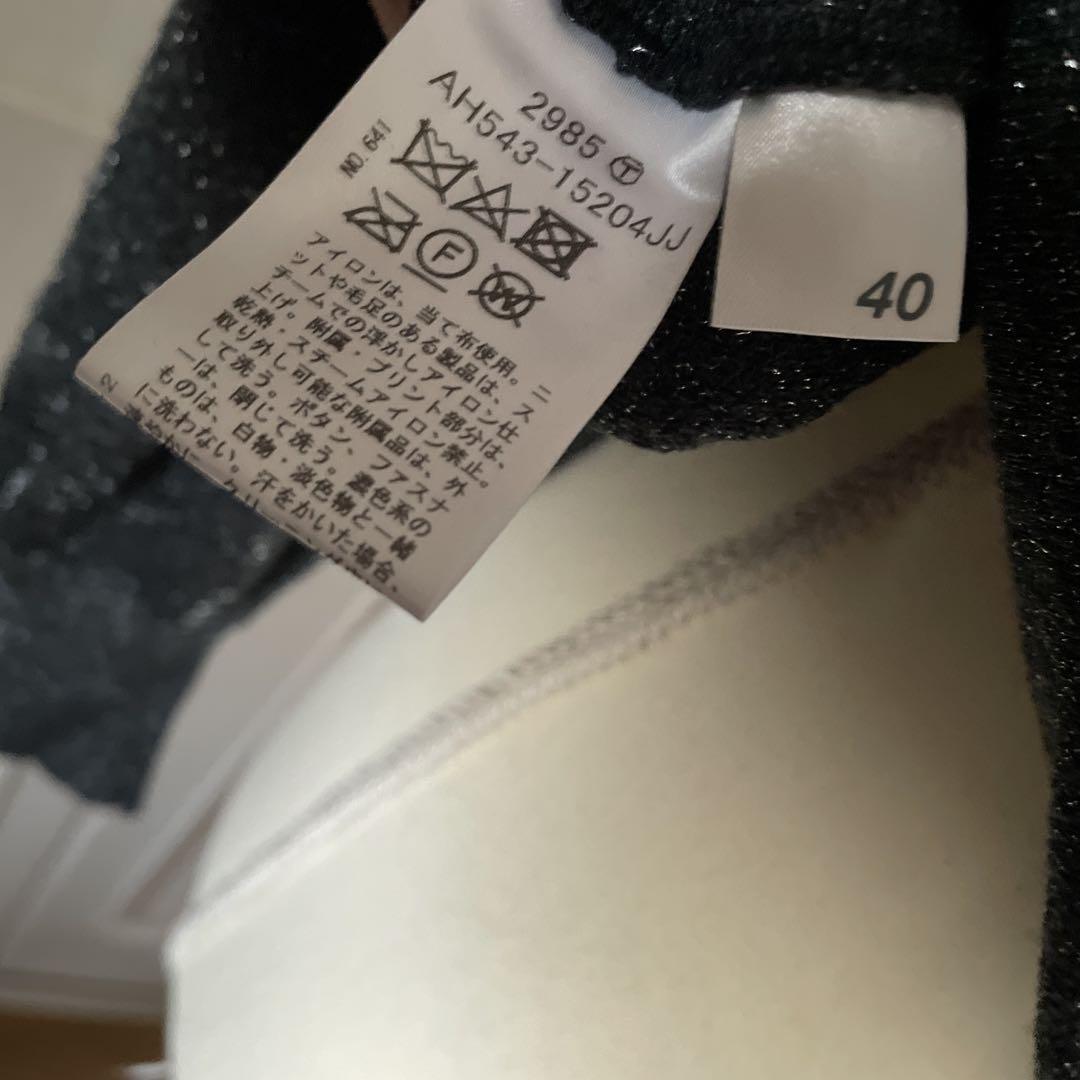 2985 Ⓣ
AH543-15204JJ
NO.641
F
W
アイロンは、当て布使用。ニ
ットや毛足のある製品は、ス
チームでの浮かしアイロン仕
上げ。附属・プリント部分は、
乾熱・スチームアイロン禁止。
取り外し可能な附属品は、外
して洗う。ボタン、ファスナ
ーは、閉じて洗う。濃色系の
ものは、白物・淡色物と一緒
に洗わない。汗をかいた場合、
40